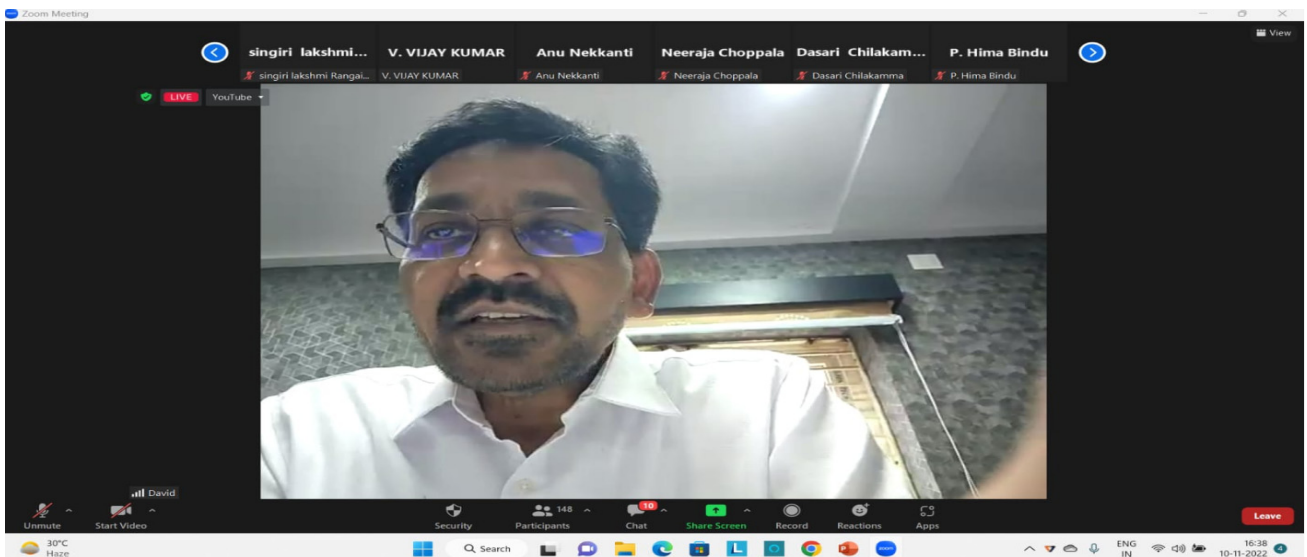 Zoom Meeting
View
singiri lakshmi... V. VIJAY KUMAR Anu Nekkanti Neeraja Choppala Dasari Chilakam... P. Hima Bindu
singiri lakshmi Rangai... V. VIJAY KUMAR Anu Nekkanti Neeraja Choppala Dasari Chilakamma P. Hima Bindu
LIVE YouTube
David
148 10
Unmute Start Video Security Participants Chat Share Screen Record Reactions Apps Leave
30°C
Haze
Search
L
zoom
ENG
IN
16:38
10-11-2022
4